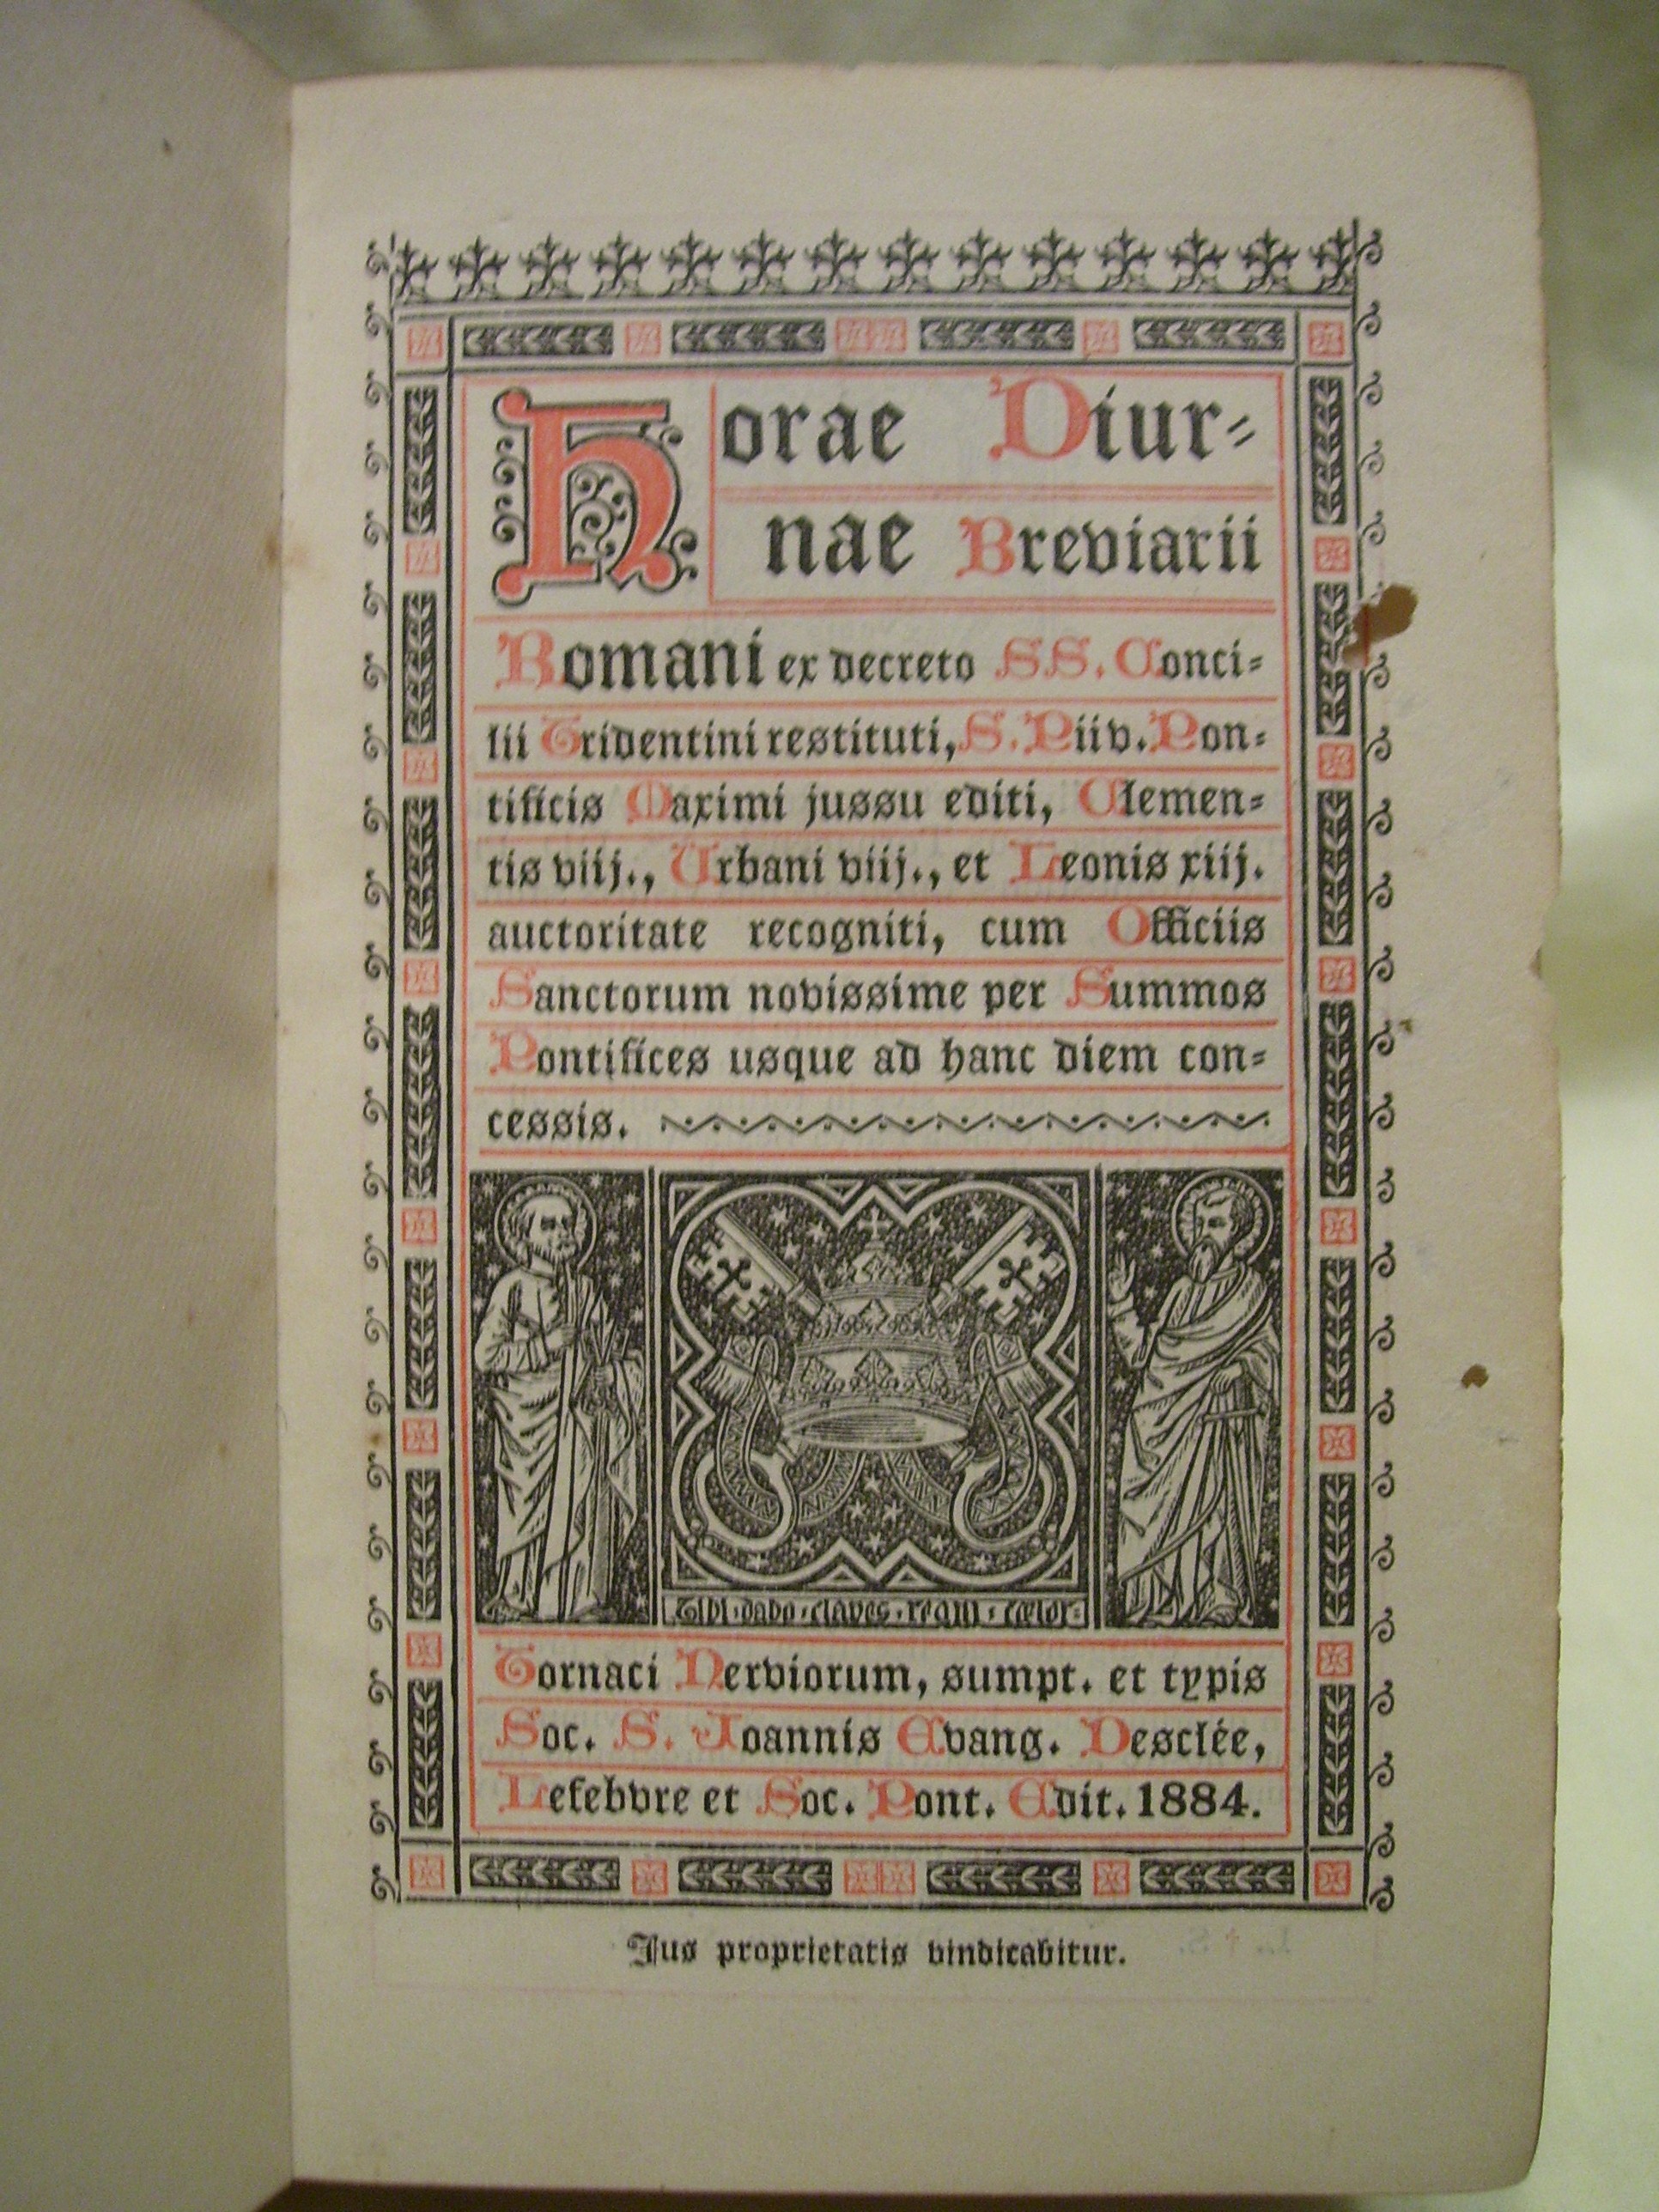 Horae Diur=
nae Breviarii
Romani ex decreto SS. Conci=
lii Tridentini restituti, S. Pii v. Pon=
tificis Maximi jussu editi, Clemen=
tis viij., Urbani viij., et Leonis xiij.
auctoritate recogniti, cum Officiis
Sanctorum novissime per Summos
Pontifices usque ad hanc diem con=
cessis.
Tibi · dabo · claves · regni · cœlor:
Tornaci Nerviorum, sumpt. et typis
Soc. S. Joannis Evang. Desclée,
Lefebvre et Soc. Pont. Edit. 1884.
Jus proprietatis vindicabitur.